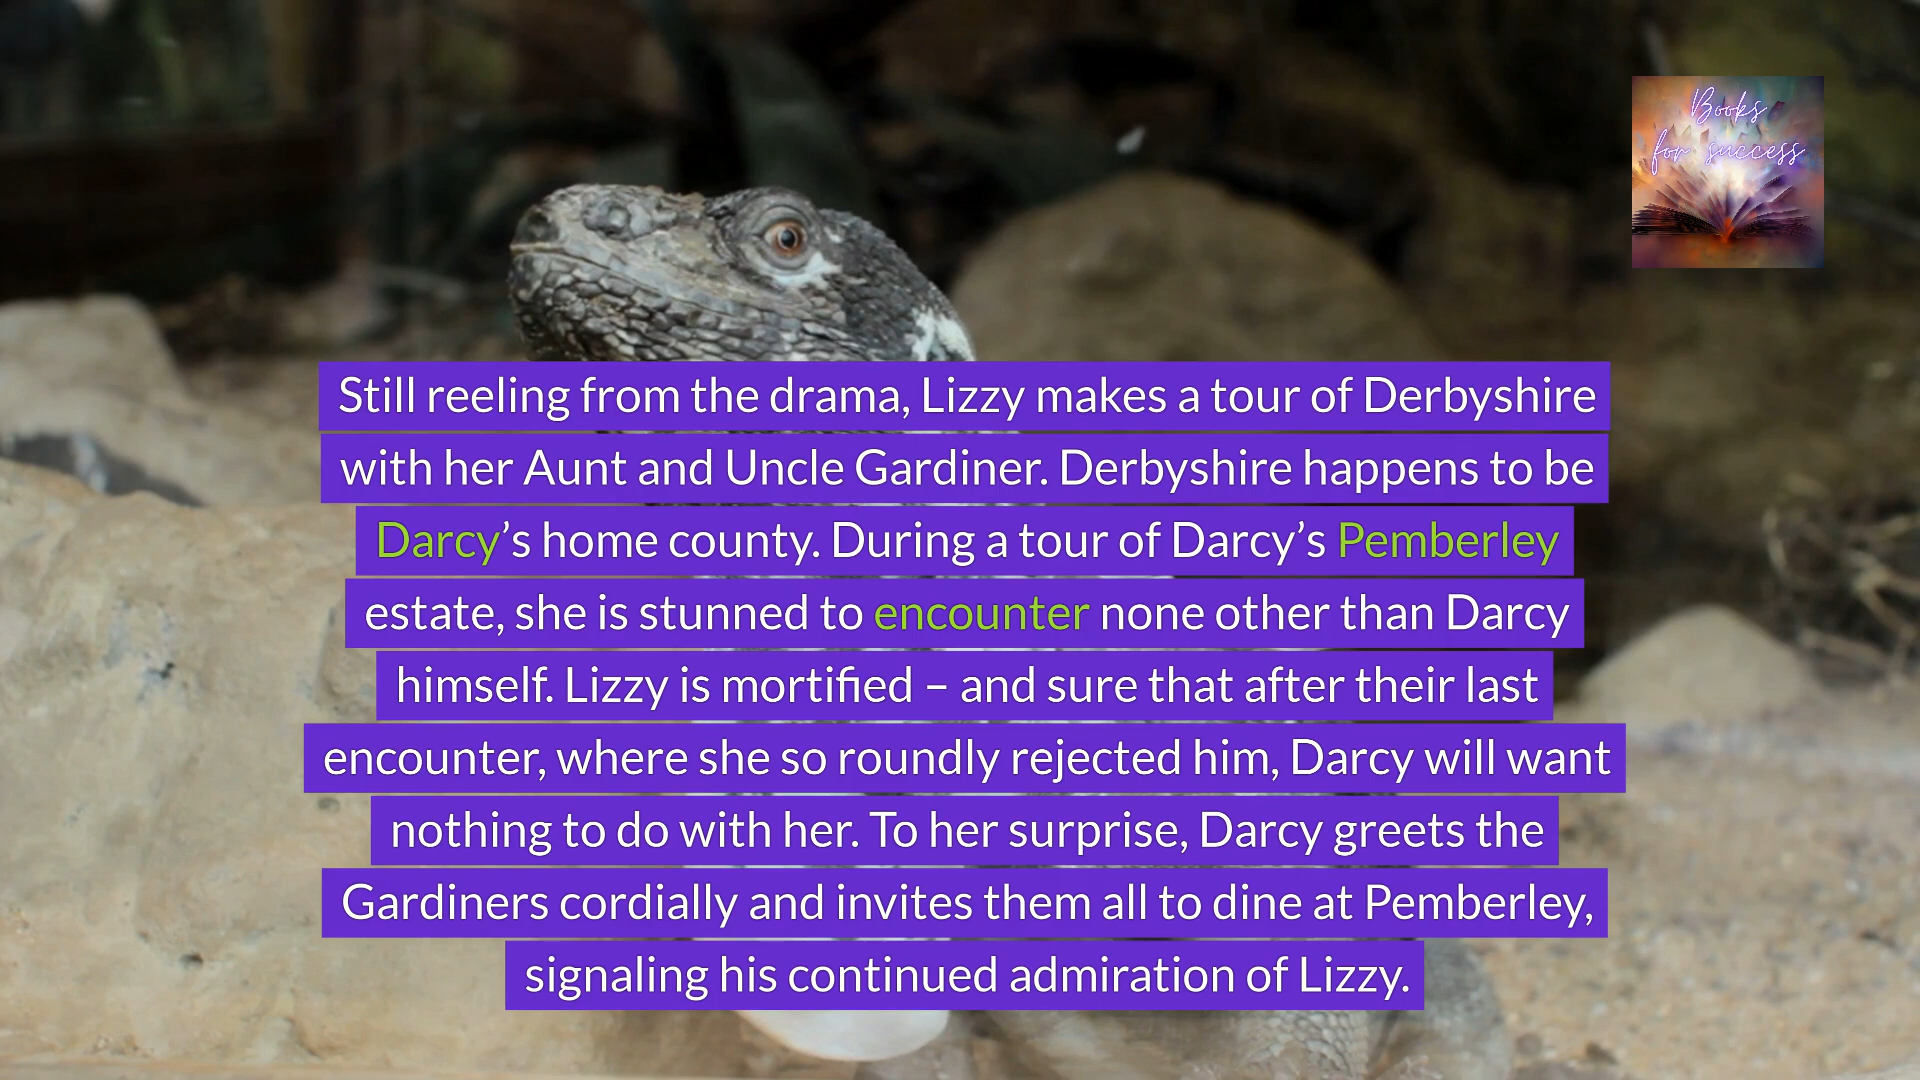 Books
for success
Still reeling from the drama, Lizzy makes a tour of Derbyshire
with her Aunt and Uncle Gardiner. Derbyshire happens to be
Darcy’s home county. During a tour of Darcy’s Pemberley
estate, she is stunned to encounter none other than Darcy
himself. Lizzy is mortified – and sure that after their last
encounter, where she so roundly rejected him, Darcy will want
nothing to do with her. To her surprise, Darcy greets the
Gardiners cordially and invites them all to dine at Pemberley,
signaling his continued admiration of Lizzy.